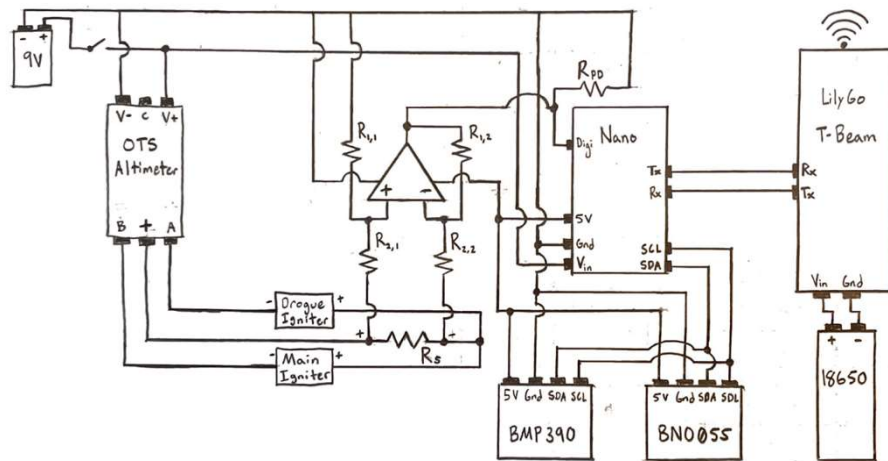 - +
9V
V- C V+
OTS
Altimeter
B + A
R1,1
R1,2
+ -
R2,1
R2,2
- Drogue Igniter +
- Main Igniter +
+ RS +
RPD
Digi Nano
Tx
Rx
5V
Gnd
Vin
SCL
SDA
LilyGo
T-Beam
Rx
Tx
Vin Gnd
+ -
18650
5V Gnd SDA SCL
BMP390
5V Gnd SDA SDL
BNO055